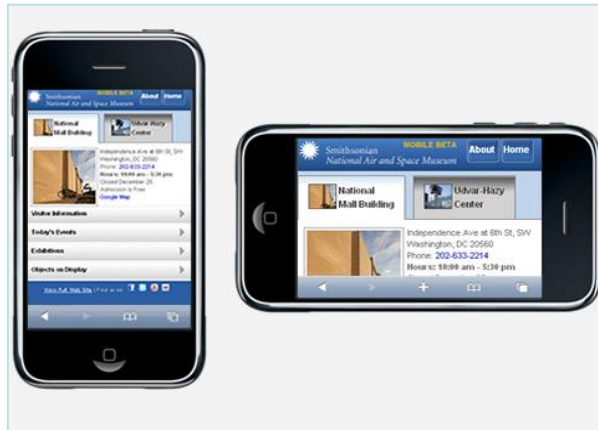 MOBILE BETA
Smithsonian
National Air and Space Museum
About Home
National
Mall Building
Udvar-Hazy
Center
Independence Ave at 6th St, SW
Washington, DC 20560
Phone: 202-633-2214
Hours: 10:00 am - 5:30 pm
Closed December 25
Admission is Free
Google Map
Visitor Information
Today's Events
Exhibitions
Objects on Display
View Full Web Site | Find us on:
MOBILE BETA
Smithsonian
National Air and Space Museum
About Home
National
Mall Building
Udvar-Hazy
Center
Independence Ave at 6th St, SW
Washington, DC 20560
Phone: 202-633-2214
Hours: 10:00 am - 5:30 pm